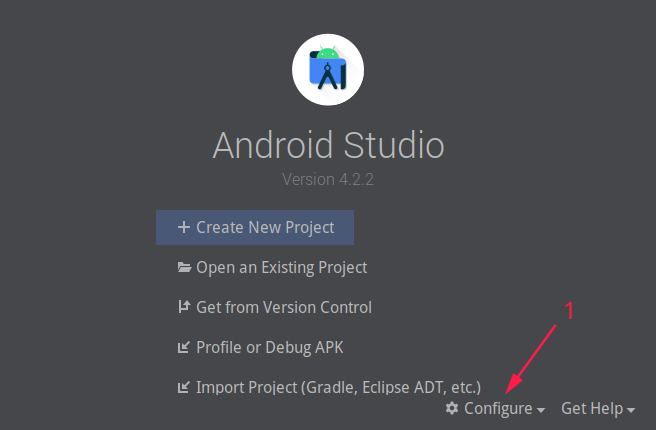 Android Studio
Version 4.2.2
Create New Project
Open an Existing Project
Get from Version Control
Profile or Debug APK
Import Project (Gradle, Eclipse ADT, etc.)
1
Configure
Get Help